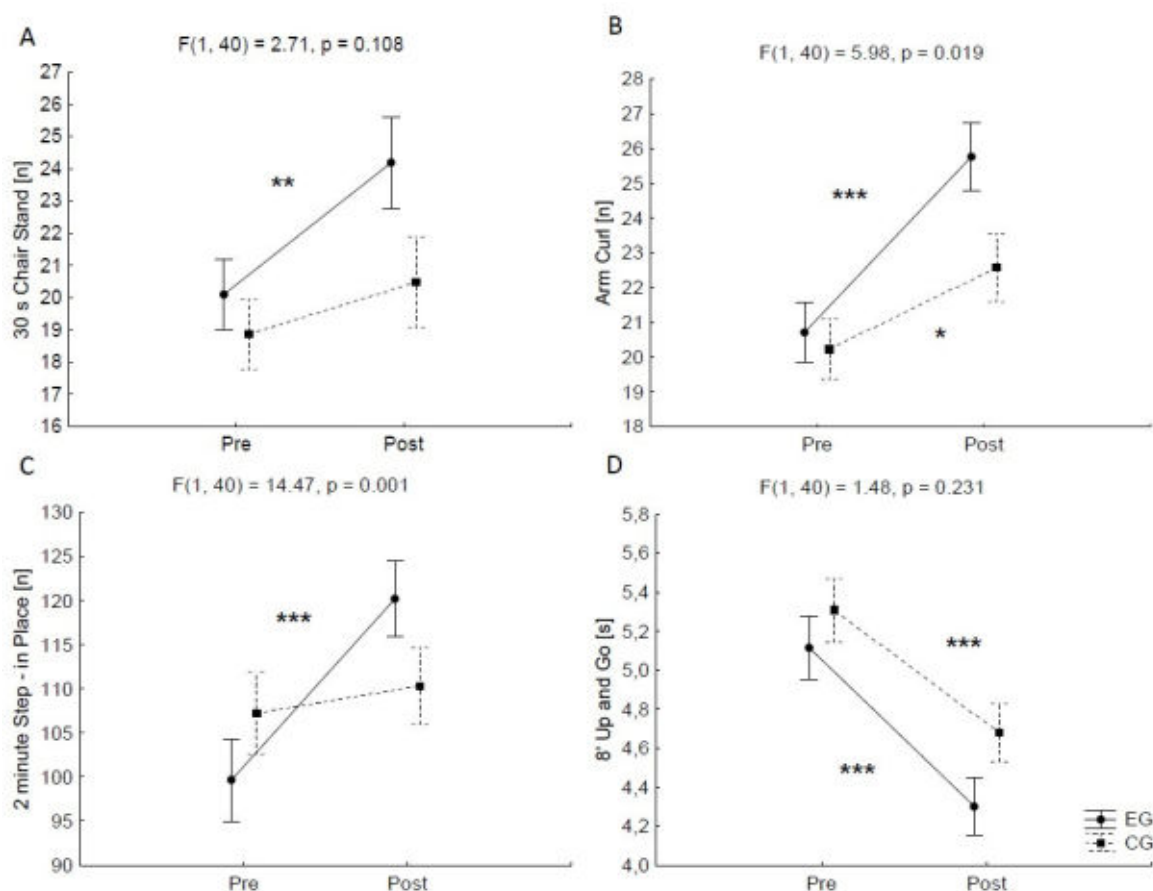 A
F(1, 40) = 2.71, p = 0.108
30 s Chair Stand [n]
27
26
25
24
23
22
21
20
19
18
17
16
**
Pre Post
B
F(1, 40) = 5.98, p = 0.019
Arm Curl [n]
28
27
26
25
24
23
22
21
20
19
18
***
*
Pre Post
C
F(1, 40) = 14.47, p = 0.001
2 minute Step - in Place [n]
130
125
120
115
110
105
100
95
90
***
Pre Post
D
F(1, 40) = 1.48, p = 0.231
8' Up and Go [s]
5,8
5,6
5,4
5,2
5,0
4,8
4,6
4,4
4,2
4,0
***
***
Pre Post
EG
CG